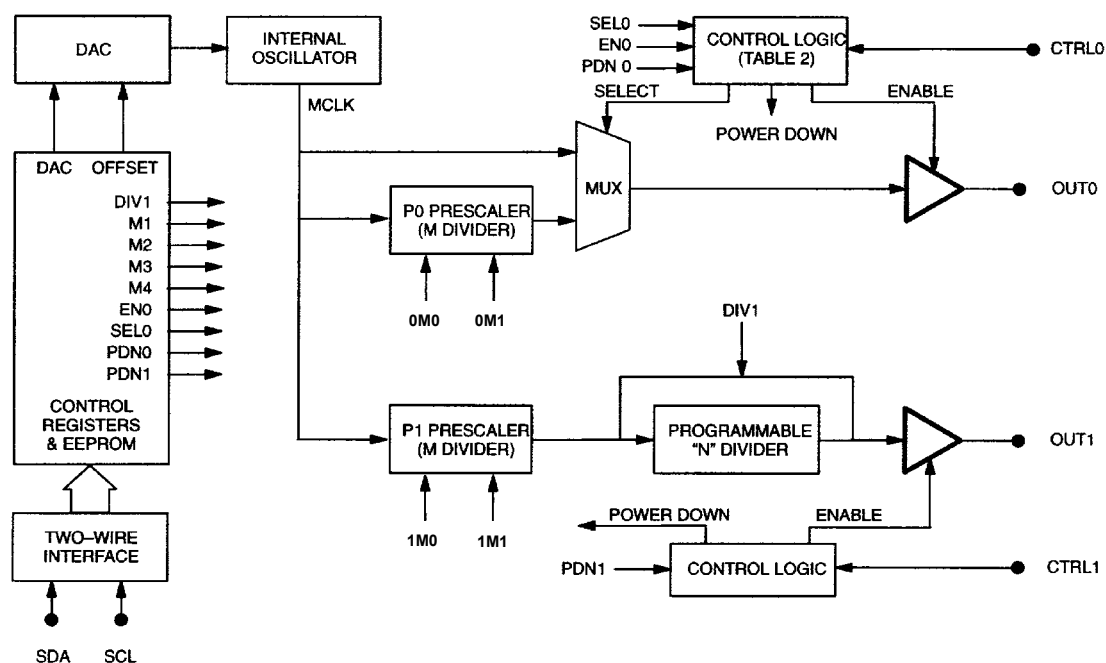 DAC
INTERNAL
OSCILLATOR
MCLK
SEL0
EN0
PDN 0
CONTROL LOGIC
(TABLE 2)
CTRL0
SELECT
ENABLE
POWER DOWN
MUX
OUT0
DAC OFFSET
DIV1
M1
M2
M3
M4
EN0
SEL0
PDN0
PDN1
CONTROL
REGISTERS
& EEPROM
P0 PRESCALER
(M DIVIDER)
0M0 0M1
DIV1
P1 PRESCALER
(M DIVIDER)
1M0 1M1
PROGRAMMABLE
“N” DIVIDER
OUT1
POWER DOWN
ENABLE
PDN1
CONTROL LOGIC
CTRL1
TWO–WIRE
INTERFACE
SDA SCL